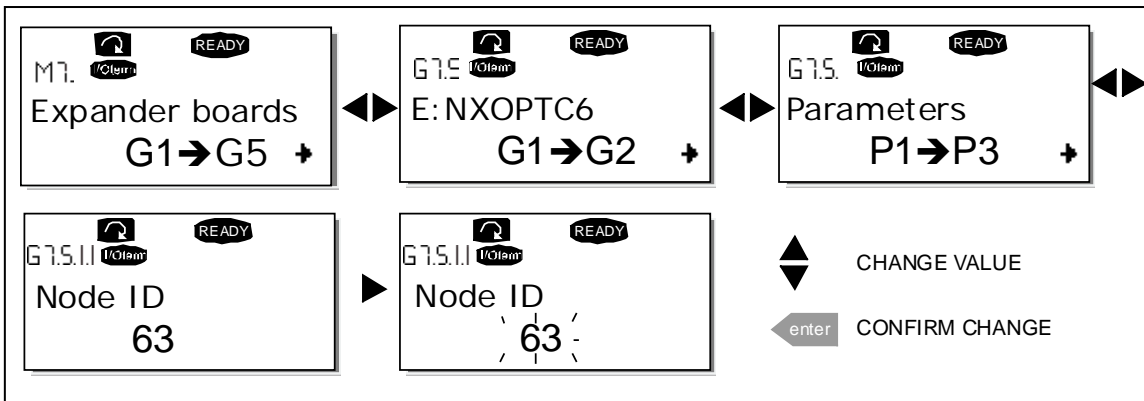 READY
M7. I/Oterm
Expander boards
G1→G5
READY
G7.5 I/Oterm
E: NXOPTC6
G1→G2
READY
G7.5. I/Oterm
Parameters
P1→P3
READY
G7.5.1.1 I/Oterm
Node ID
63
READY
G7.5.1.1 I/Oterm
Node ID
63
CHANGE VALUE
enter CONFIRM CHANGE